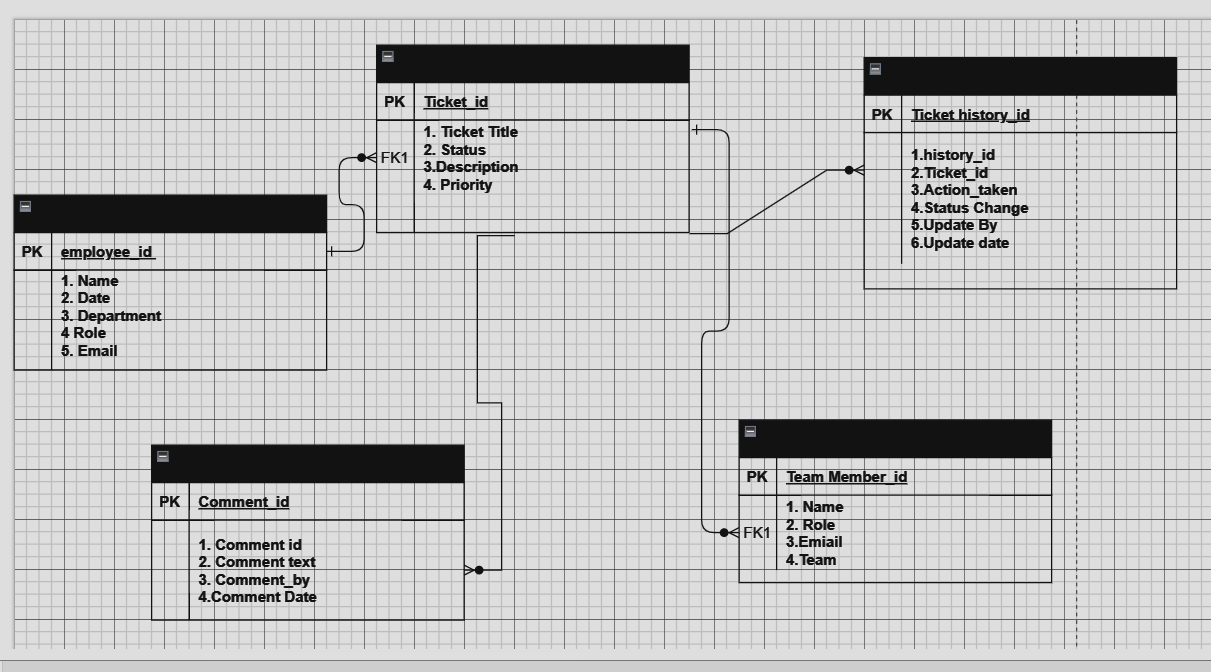 PK Ticket_id
FK1
1. Ticket Title
2. Status
3.Description
4. Priority
PK Ticket history_id
1.history_id
2.Ticket_id
3.Action_taken
4.Status Change
5.Update By
6.Update date
PK employee_id
1. Name
2. Date
3. Department
4 Role
5. Email
PK Comment_id
1. Comment id
2. Comment text
3. Comment_by
4.Comment Date
PK Team Member_id
FK1
1. Name
2. Role
3.Emiail
4.Team